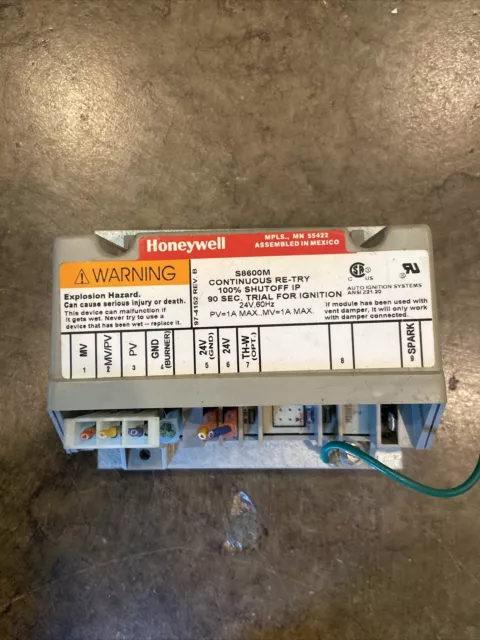 Honeywell
MPLS., MN 55422
ASSEMBLED IN MEXICO
WARNING
Explosion Hazard.
Can cause serious injury or death.
This device can malfunction if
it gets wet. Never try to use a
device that has been wet -- replace it.
97-4152 REV. B
S8600M
CONTINUOUS RE-TRY
100% SHUTOFF IP
90 SEC. TRIAL FOR IGNITION
24V,60Hz
PV=1A MAX..MV=1A MAX.
CSA
C US
UL
AUTO IGNITION SYSTEMS
ANSI Z21.20
If module has been used with
vent damper, it will only work
with damper connected.
MV
1
MV/PV
2
PV
3
GND
(BURNER)
4
24V
(GND)
5
24V
6
TH-W
(OPT.)
7
8
SPARK
9